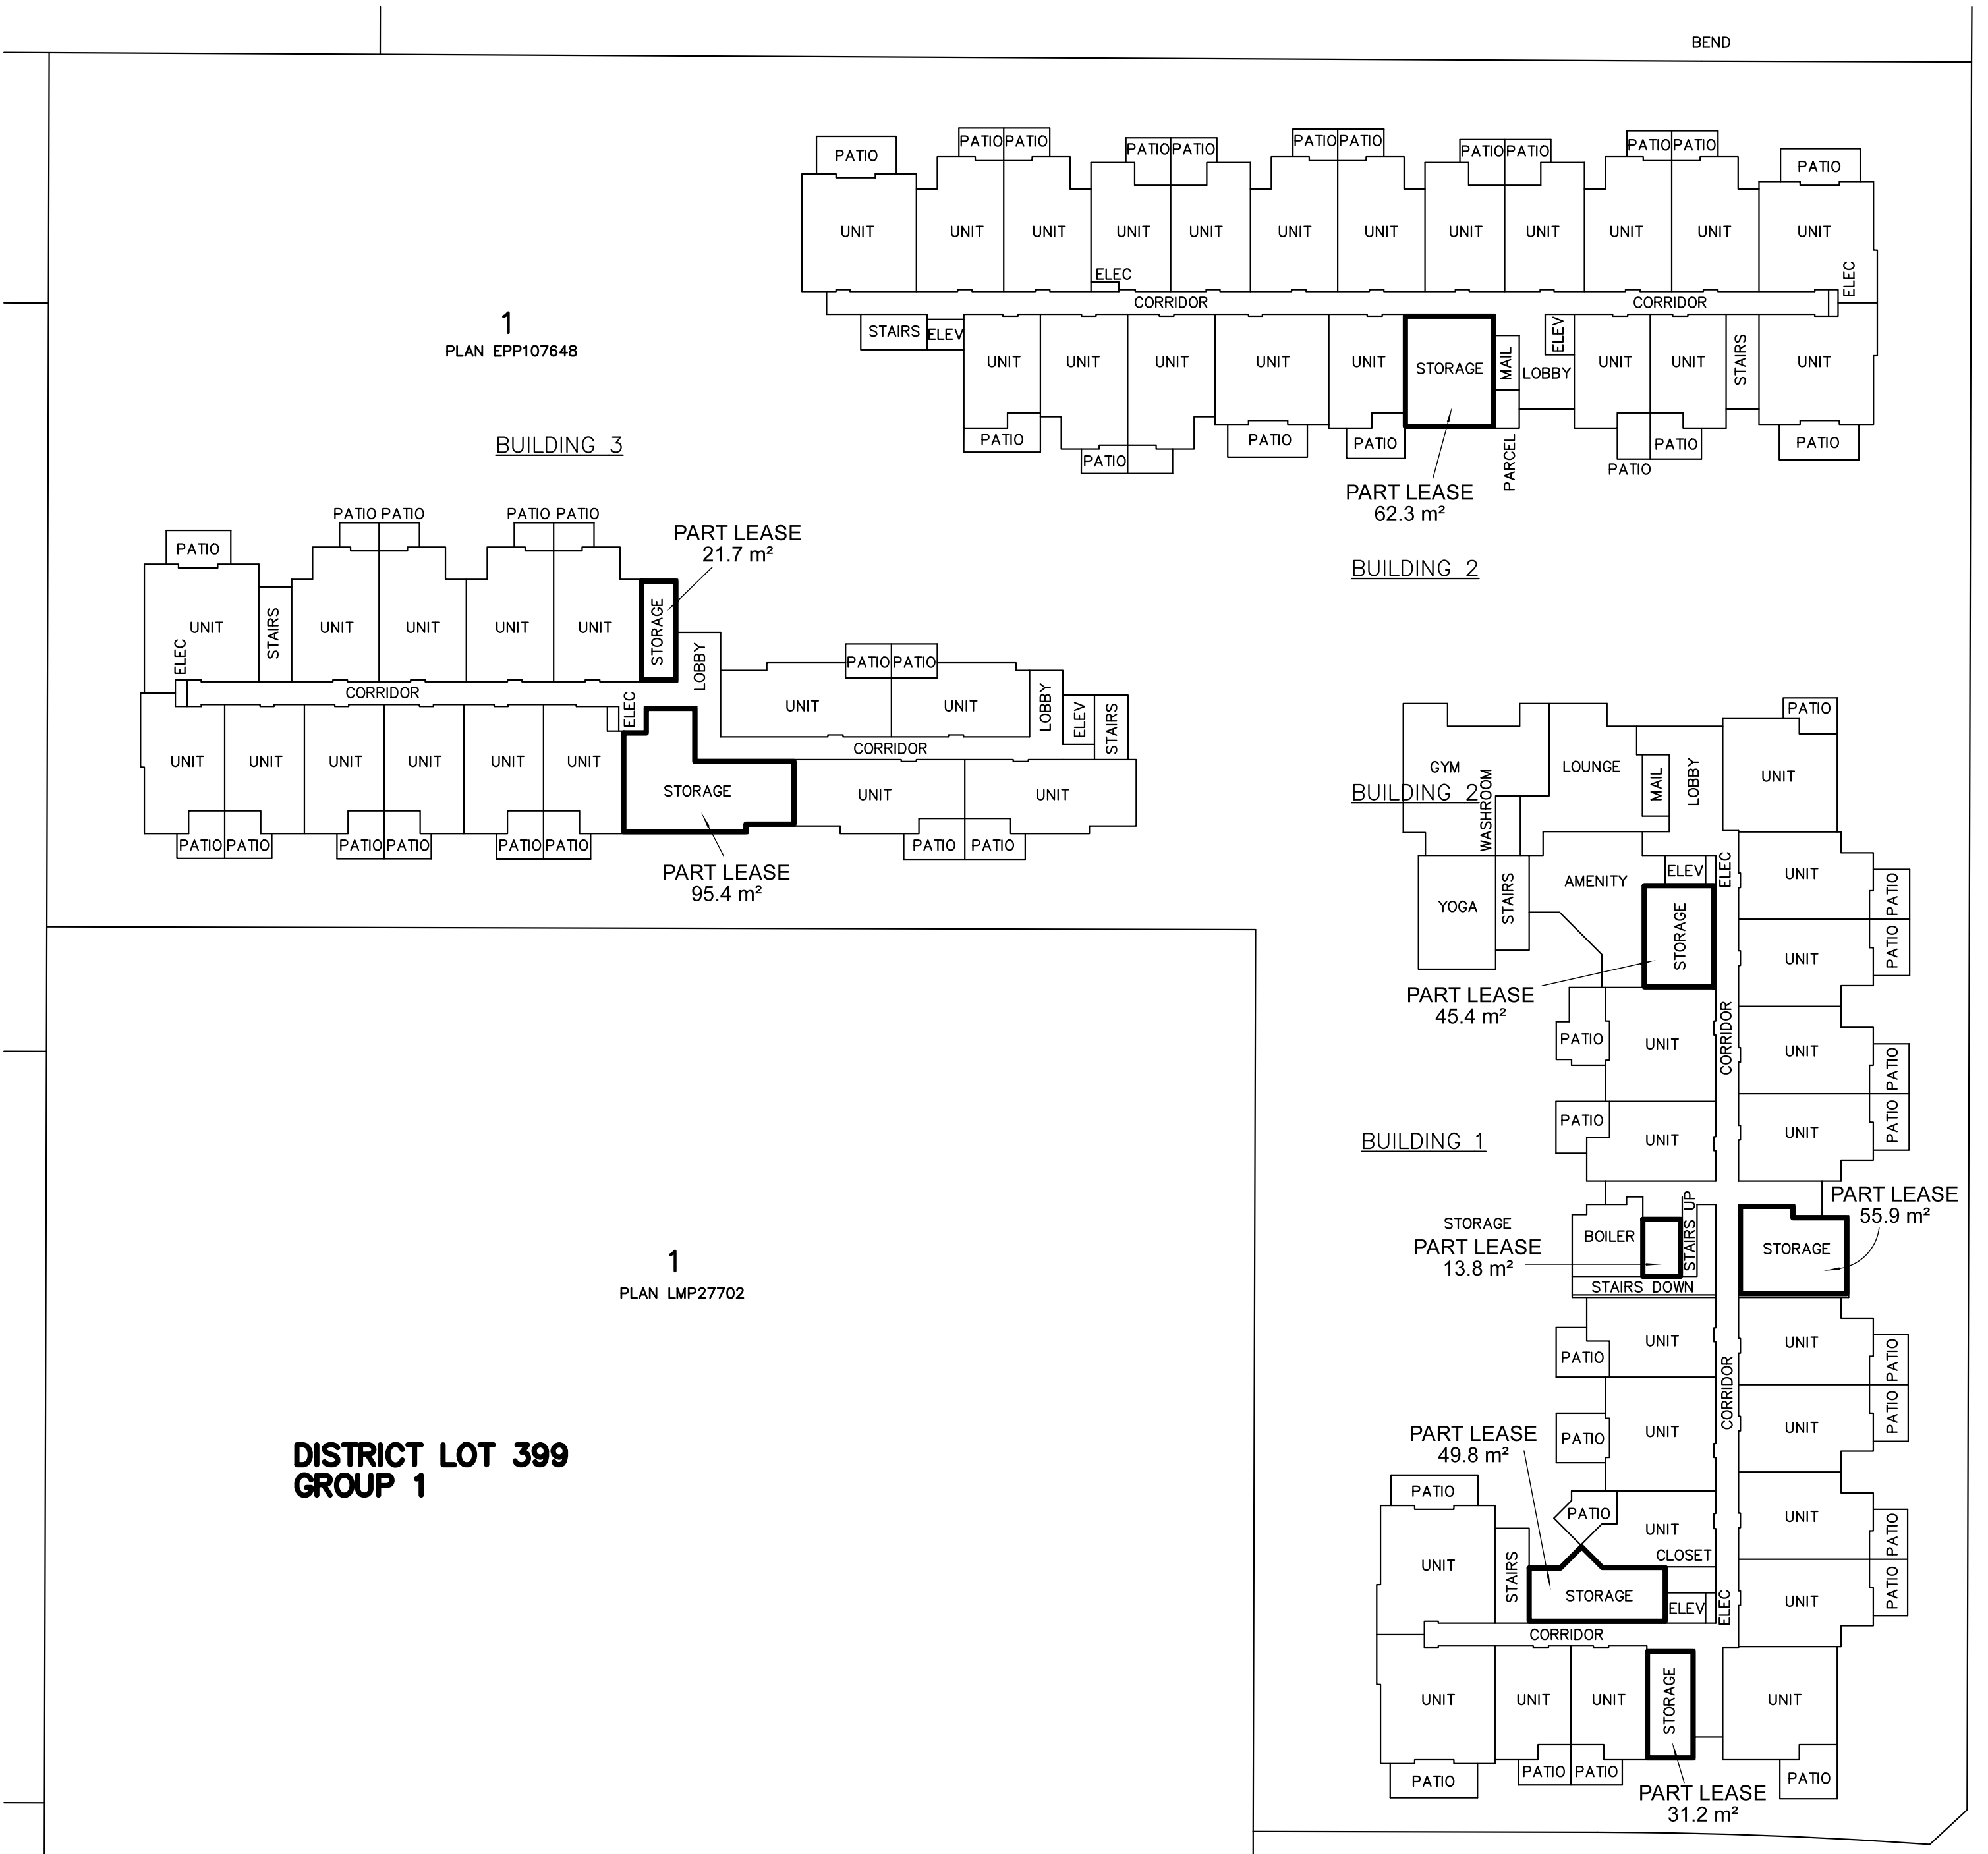 BEND
PATIO
PATIO PATIO
PATIO PATIO
PATIO PATIO
PATIO PATIO
PATIO PATIO
PATIO
UNIT UNIT UNIT UNIT UNIT UNIT UNIT UNIT UNIT UNIT UNIT UNIT
ELEC
ELEC
CORRIDOR CORRIDOR
STAIRS ELEV
UNIT UNIT UNIT UNIT UNIT STORAGE MAIL LOBBY ELEV UNIT UNIT STAIRS UNIT
PATIO PATIO PATIO PATIO PARCEL PATIO PATIO PATIO
PART LEASE
62.3 m²
BUILDING 2
1
PLAN EPP107648
BUILDING 3
PATIO
PATIO PATIO
PATIO PATIO
PART LEASE
21.7 m²
UNIT STAIRS UNIT UNIT UNIT UNIT STORAGE
ELEC
LOBBY
PATIO PATIO
UNIT UNIT LOBBY ELEV STAIRS
CORRIDOR
ELEC
CORRIDOR
UNIT UNIT UNIT UNIT UNIT UNIT STORAGE UNIT UNIT
PATIO PATIO PATIO PATIO PATIO PATIO PATIO PATIO
PART LEASE
95.4 m²
PATIO
GYM LOUNGE MAIL LOBBY UNIT
BUILDING 2
WASHROOM
YOGA STAIRS AMENITY ELEV ELEC UNIT PATIO
STORAGE
UNIT PATIO
PART LEASE
45.4 m²
PATIO UNIT CORRIDOR UNIT PATIO
PATIO UNIT UNIT PATIO
BUILDING 1
PART LEASE
55.9 m²
STORAGE
PART LEASE
13.8 m²
BOILER STAIRS UP STORAGE
STAIRS DOWN
PATIO UNIT UNIT PATIO
CORRIDOR
PATIO UNIT UNIT PATIO
PART LEASE
49.8 m²
PATIO
PATIO UNIT UNIT PATIO
CLOSET
UNIT STAIRS STORAGE ELEV ELEC UNIT PATIO
CORRIDOR
UNIT UNIT UNIT STORAGE UNIT
PATIO PATIO PATIO PATIO
PART LEASE
31.2 m²
1
PLAN LMP27702
DISTRICT LOT 399
GROUP 1